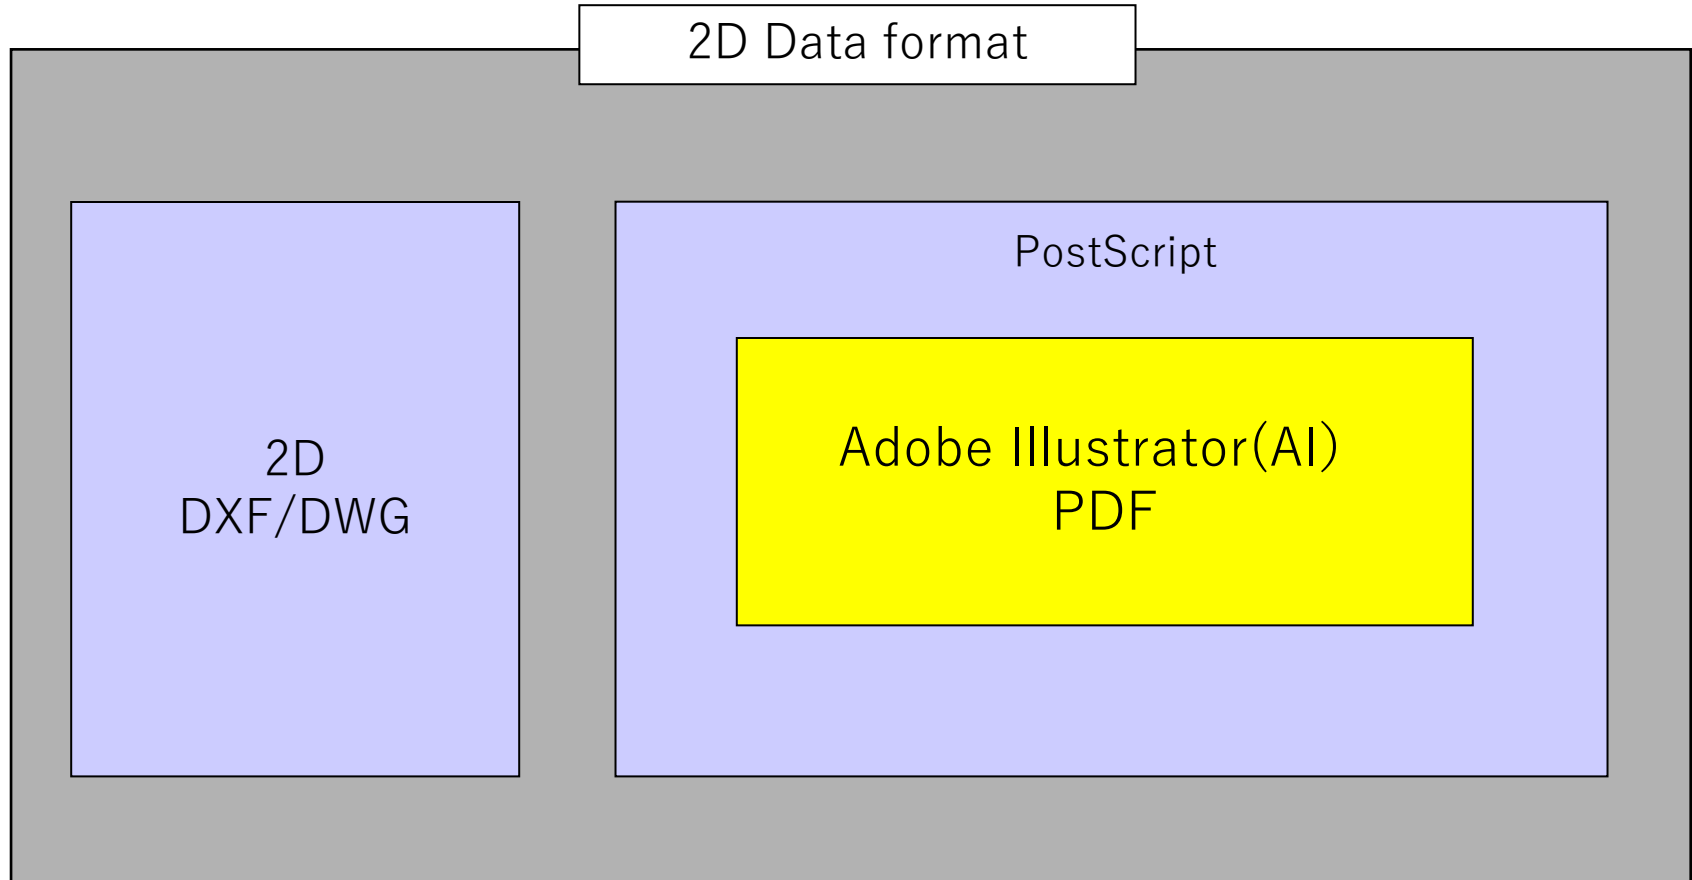 2D Data format
PostScript
2D
DXF/DWG
Adobe Illustrator(AI)
PDF